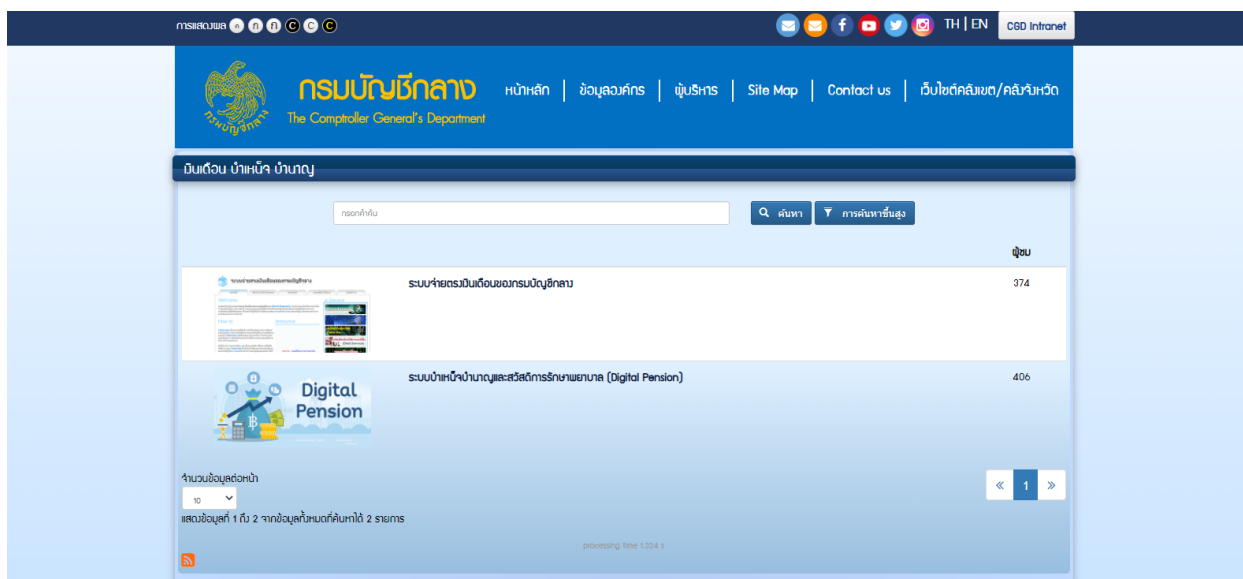 การแสดงผล ก ก ก C C C
TH | EN CGD Intranet
กรมบัญชีกลาง
The Comptroller General's Department
หน้าหลัก | ข้อมูลองค์กร | ผู้บริหาร | Site Map | Contact us | เว็บไซต์คลังเขต/คลังจังหวัด
กรมบัญชีกลาง
เงินเดือน บำเหน็จ บำนาญ
กรอกคำค้น
ค้นหา การค้นหาขั้นสูง
ผู้ชม
ระบบจ่ายตรงเงินเดือนของกรมบัญชีกลาง 374
Digital
Pension
ระบบบำเหน็จบำนาญและสวัสดิการรักษาพยาบาล (Digital Pension) 406
จำนวนข้อมูลต่อหน้า
10
« 1 »
แสดงข้อมูลที่ 1 ถึง 2 จากข้อมูลทั้งหมดที่ค้นหาได้ 2 รายการ